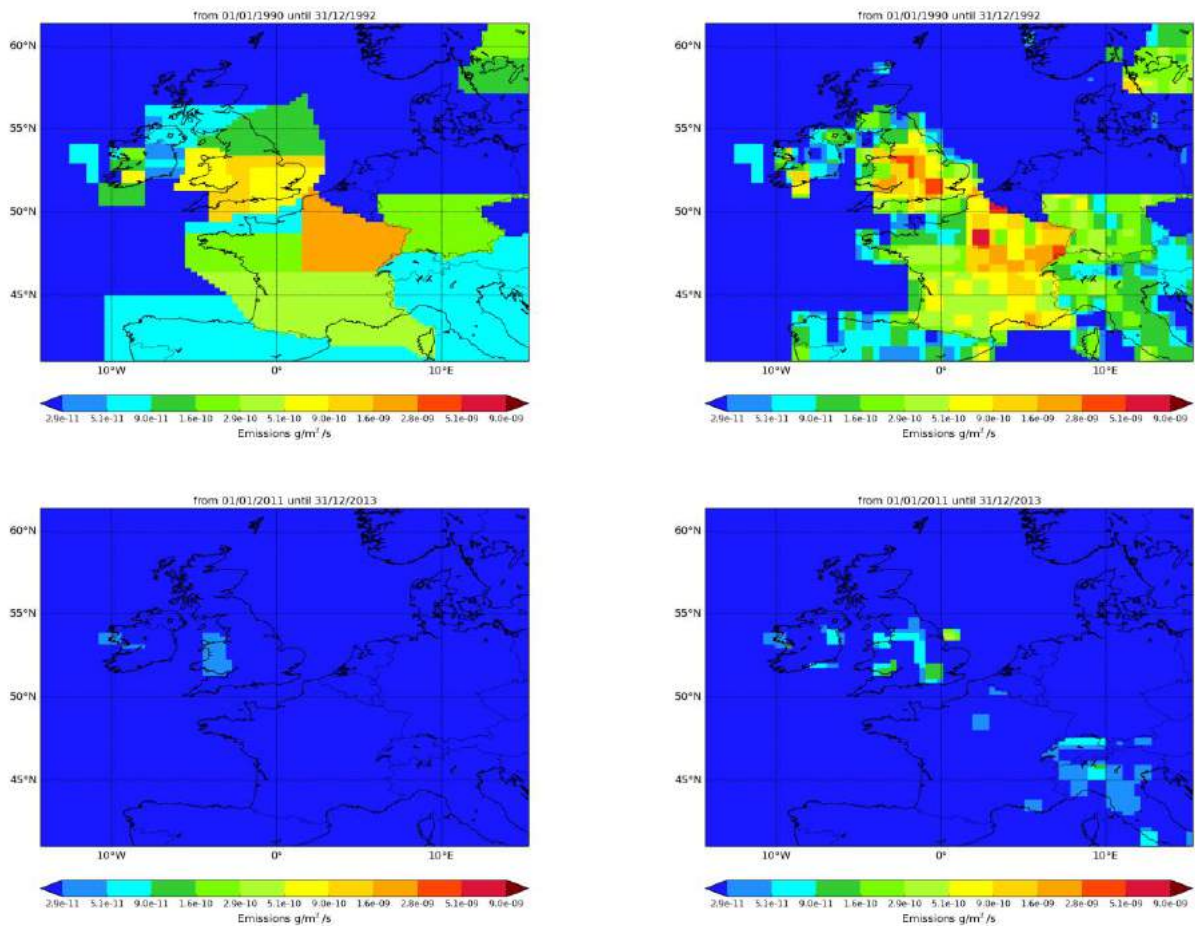 from 01/01/1990 until 31/12/1992
60°N
55°N
50°N
45°N
10°W 0° 10°E
2.9e-11 5.1e-11 9.0e-11 1.6e-10 2.9e-10 5.1e-10 9.0e-10 1.6e-09 2.8e-09 5.1e-09 9.0e-09
Emissions g/m²/s
from 01/01/1990 until 31/12/1992
60°N
55°N
50°N
45°N
10°W 0° 10°E
2.9e-11 5.1e-11 9.0e-11 1.6e-10 2.9e-10 5.1e-10 9.0e-10 1.6e-09 2.8e-09 5.1e-09 9.0e-09
Emissions g/m²/s
from 01/01/2011 until 31/12/2013
60°N
55°N
50°N
45°N
10°W 0° 10°E
2.9e-11 5.1e-11 9.0e-11 1.6e-10 2.9e-10 5.1e-10 9.0e-10 1.6e-09 2.8e-09 5.1e-09 9.0e-09
Emissions g/m²/s
from 01/01/2011 until 31/12/2013
60°N
55°N
50°N
45°N
10°W 0° 10°E
2.9e-11 5.1e-11 9.0e-11 1.6e-10 2.9e-10 5.1e-10 9.0e-10 1.6e-09 2.8e-09 5.1e-09 9.0e-09
Emissions g/m²/s